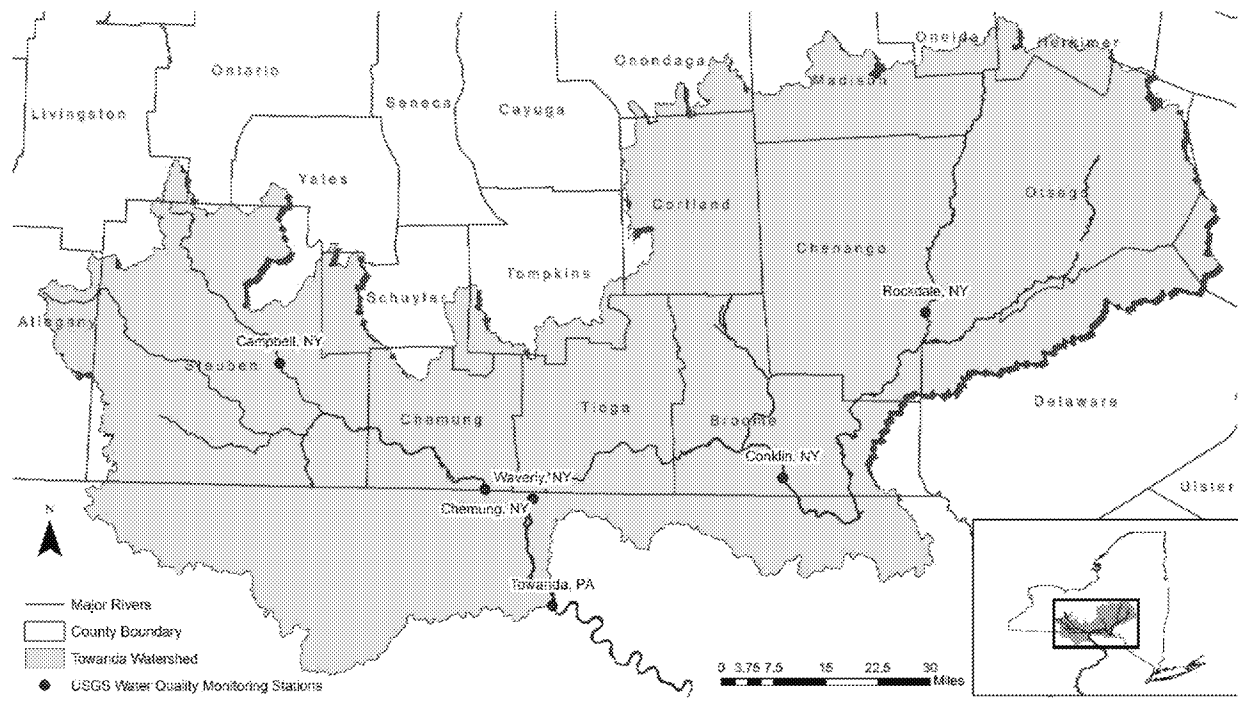 Oneida
Herkimer
Onondaga
Ontario
Madison
Seneca
Cayuga
Livingston
Yates
Otsego
Cortland
Chenango
Tompkins
Rockdale, NY
Schuyler
Allegany
Campbell, NY
Steuben
Delaware
Tioga
Chemung
Broome
Conklin, NY
Waverly, NY
Ulster
Chemung, NY
N
Towanda, PA
Major Rivers
County Boundary
Towanda Watershed
USGS Water Quality Monitoring Stations
0 3.75 7.5 15 22.5 30
Miles